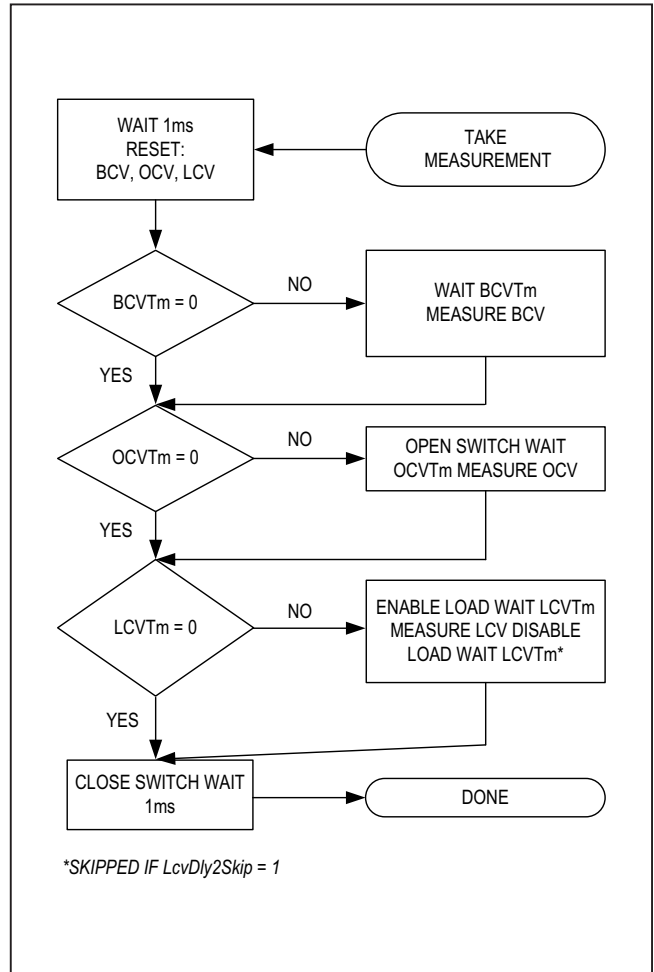 TAKE
MEASUREMENT
WAIT 1ms
RESET:
BCV, OCV, LCV
BCVTm = 0
NO
WAIT BCVTm
MEASURE BCV
YES
OCVTm = 0
NO
OPEN SWITCH WAIT
OCVTm MEASURE OCV
YES
LCVTm = 0
NO
ENABLE LOAD WAIT LCVTm
MEASURE LCV DISABLE
LOAD WAIT LCVTm*
YES
CLOSE SWITCH WAIT
1ms
DONE
*SKIPPED IF LcvDly2Skip = 1